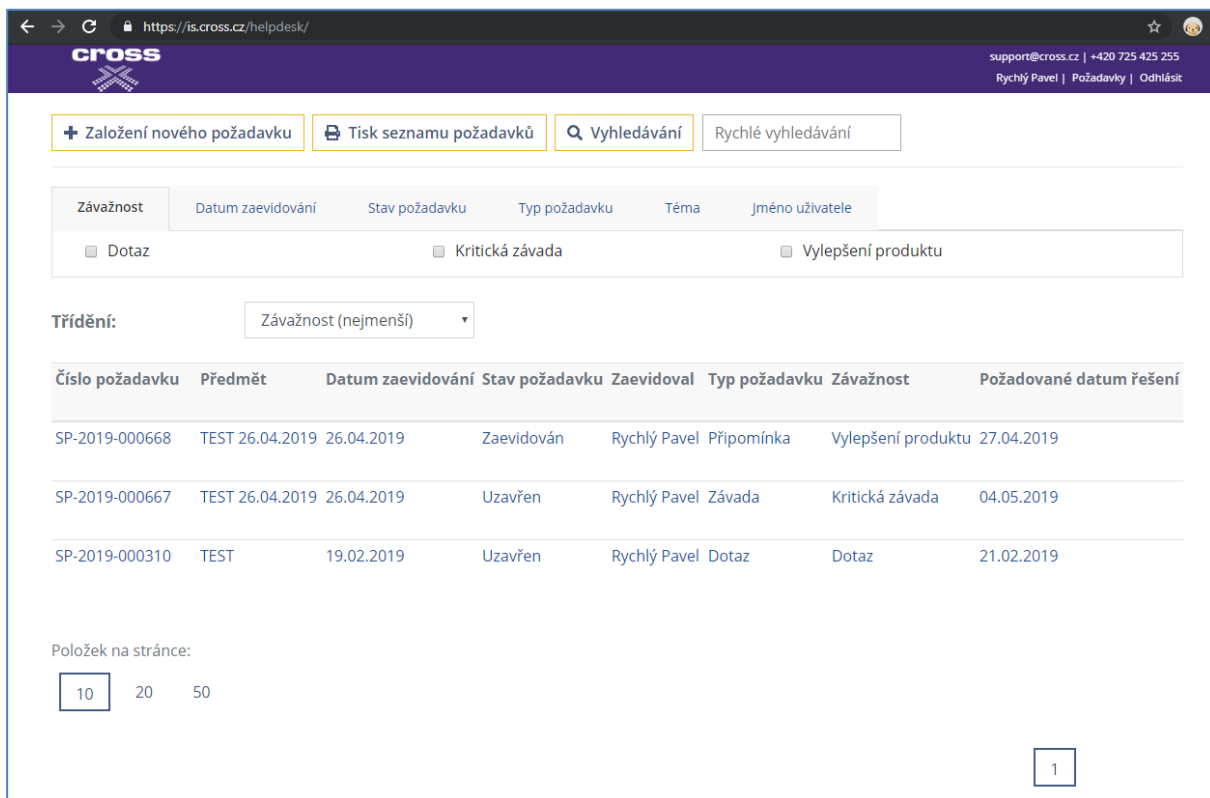 https://is.cross.cz/helpdesk/
cross
support@cross.cz | +420 725 425 255
Rychlý Pavel | Požadavky | Odhlásit
Založení nového požadavku Tisk seznamu požadavků Vyhledávání Rychlé vyhledávání
Závažnost Datum zaevidování Stav požadavku Typ požadavku Téma Jméno uživatele
Dotaz Kritická závada Vylepšení produktu
Třídění: Závažnost (nejmenší)
Číslo požadavku Předmět Datum zaevidování Stav požadavku Zaevidoval Typ požadavku Závažnost Požadované datum řešení
SP-2019-000668 TEST 26.04.2019 26.04.2019 Zaevidován Rychlý Pavel Připomínka Vylepšení produktu 27.04.2019
SP-2019-000667 TEST 26.04.2019 26.04.2019 Uzavřen Rychlý Pavel Závada Kritická závada 04.05.2019
SP-2019-000310 TEST 19.02.2019 Uzavřen Rychlý Pavel Dotaz Dotaz 21.02.2019
Položek na stránce:
10 20 50
1